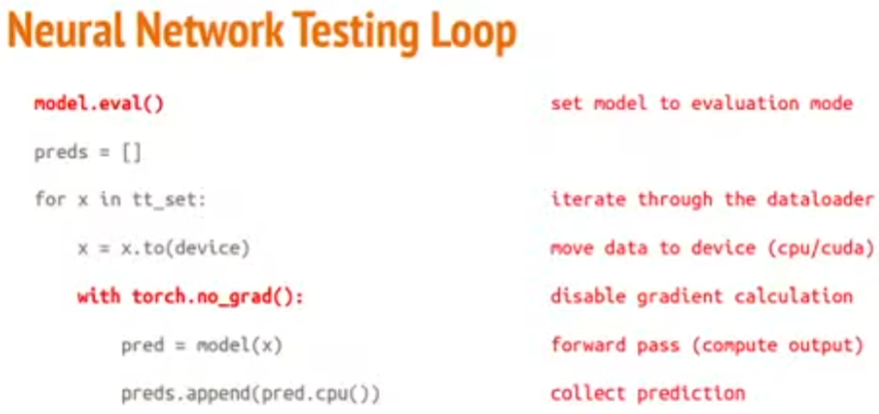 Neural Network Testing Loop
model.eval() set model to evaluation mode
preds = []
for x in tt_set: iterate through the dataloader
x = x.to(device) move data to device (cpu/cuda)
with torch.no_grad(): disable gradient calculation
pred = model(x) forward pass (compute output)
preds.append(pred.cpu()) collect prediction